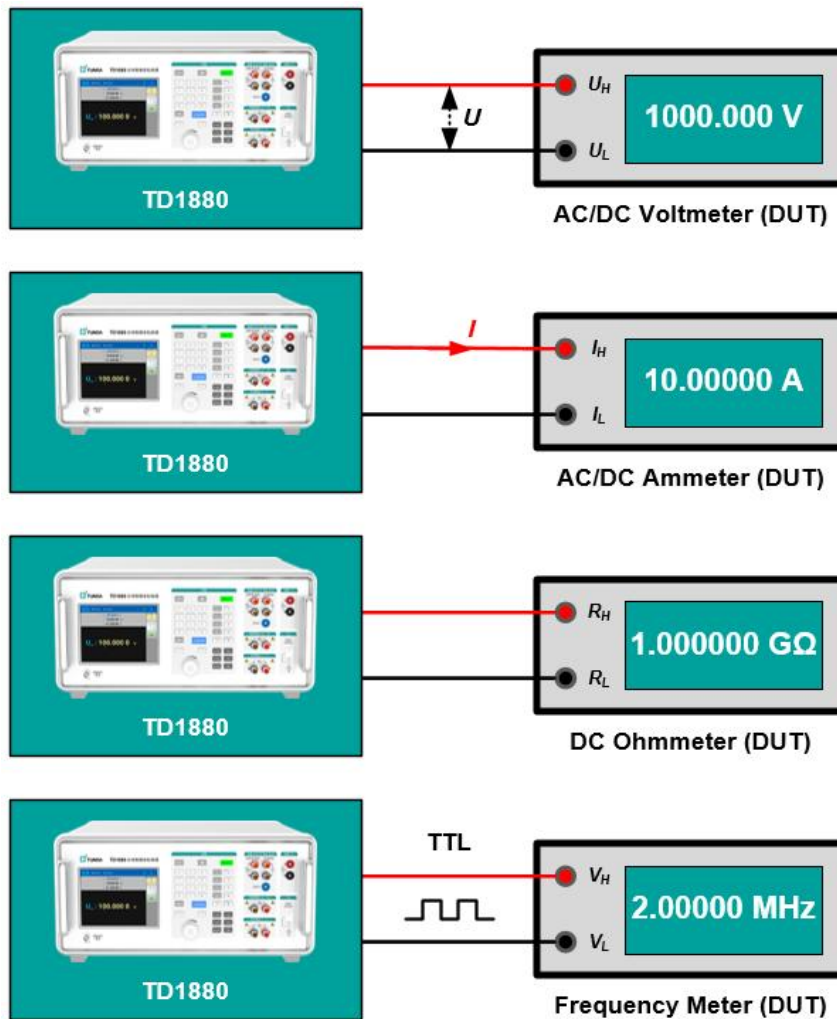 U
U_H
1000.000 V
U_L
TD1880
AC/DC Voltmeter (DUT)
I
I_H
10.00000 A
I_L
TD1880
AC/DC Ammeter (DUT)
R_H
1.000000 GΩ
R_L
TD1880
DC Ohmmeter (DUT)
TTL
V_H
2.00000 MHz
V_L
TD1880
Frequency Meter (DUT)